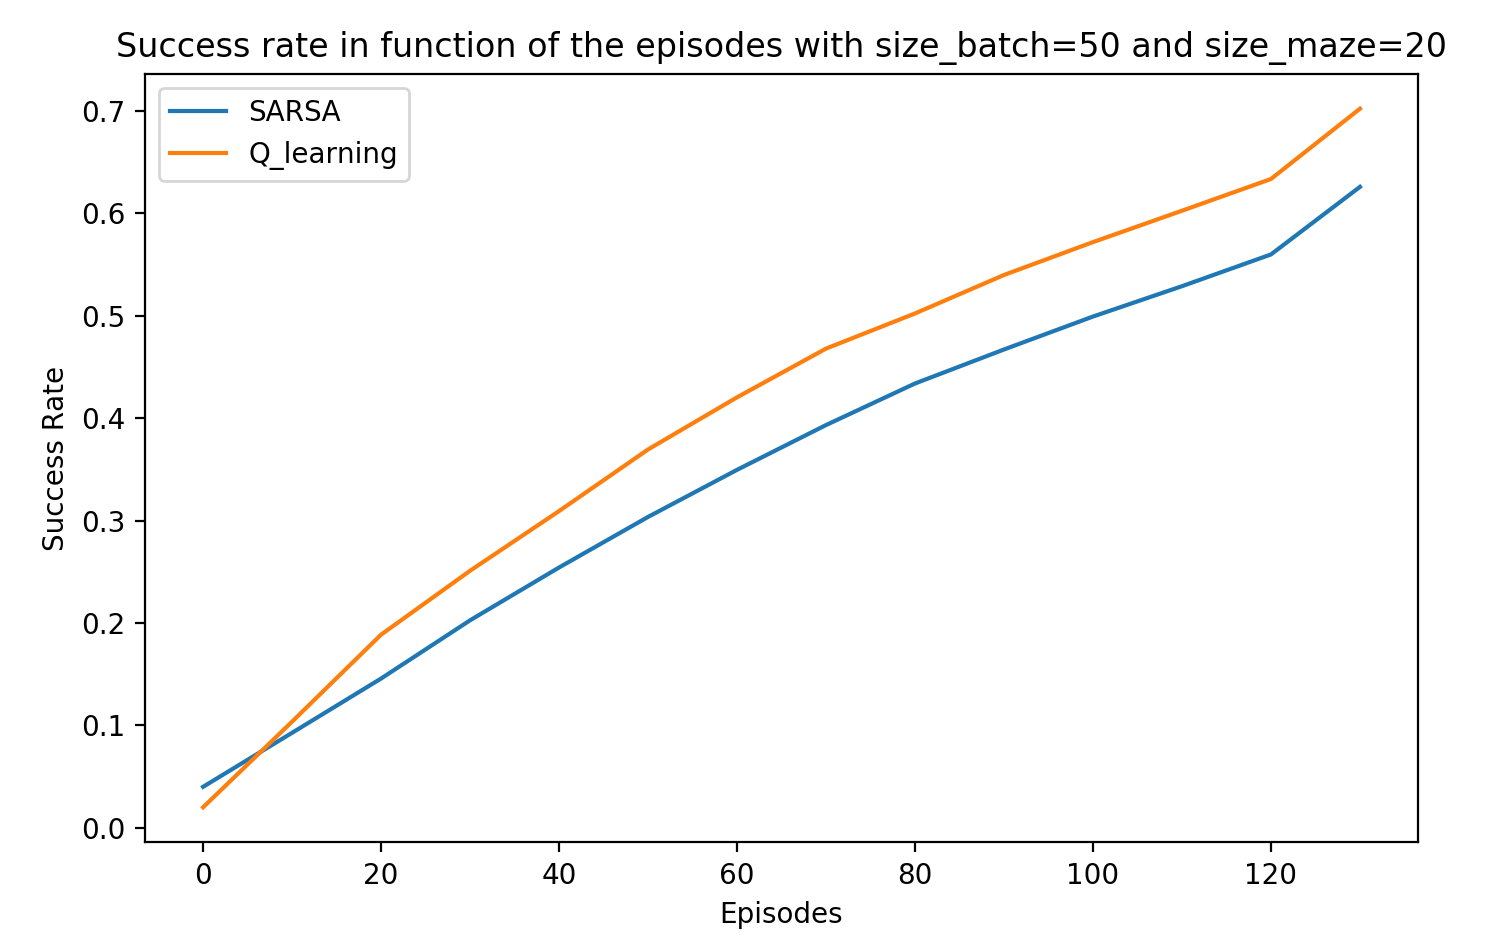 Success rate in function of the episodes with size_batch=50 and size_maze=20
SARSA
Q_learning
0.7
0.6
0.5
0.4
0.3
0.2
0.1
0.0
Success Rate
0 20 40 60 80 100 120
Episodes